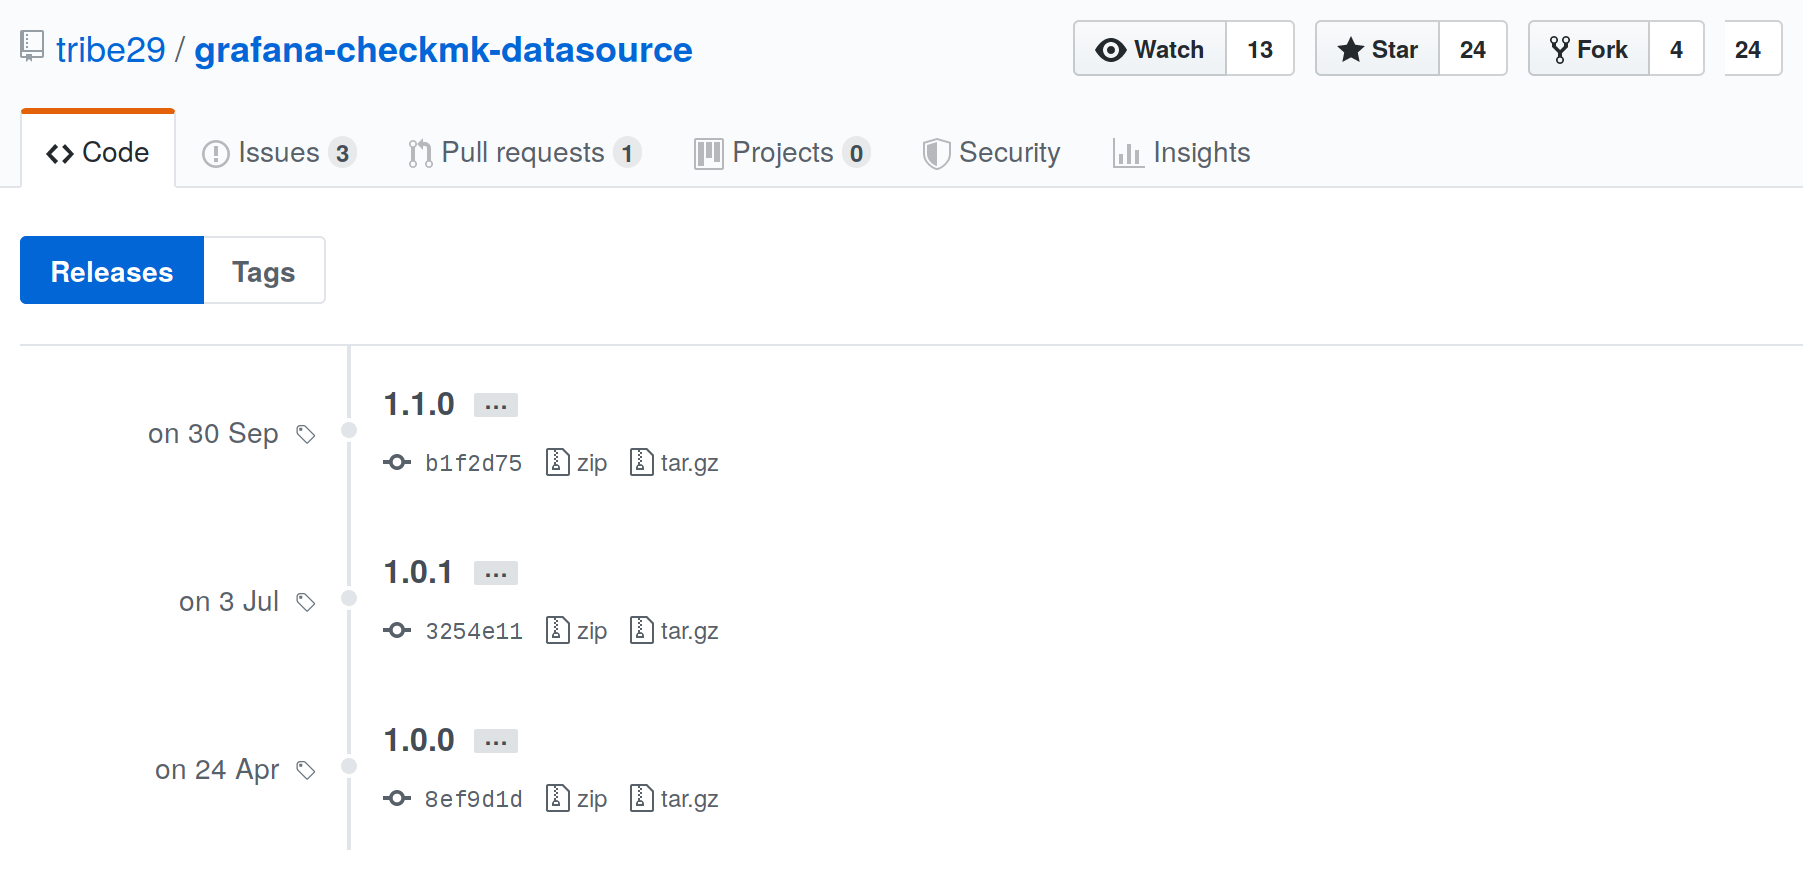 tribe29 / grafana-checkmk-datasource
Watch 13 Star 24 Fork 4 24
Code Issues 3 Pull requests 1 Projects 0 Security Insights
Releases Tags
1.1.0 ...
on 30 Sep
b1f2d75 zip tar.gz
1.0.1 ...
on 3 Jul
3254e11 zip tar.gz
1.0.0 ...
on 24 Apr
8ef9d1d zip tar.gz